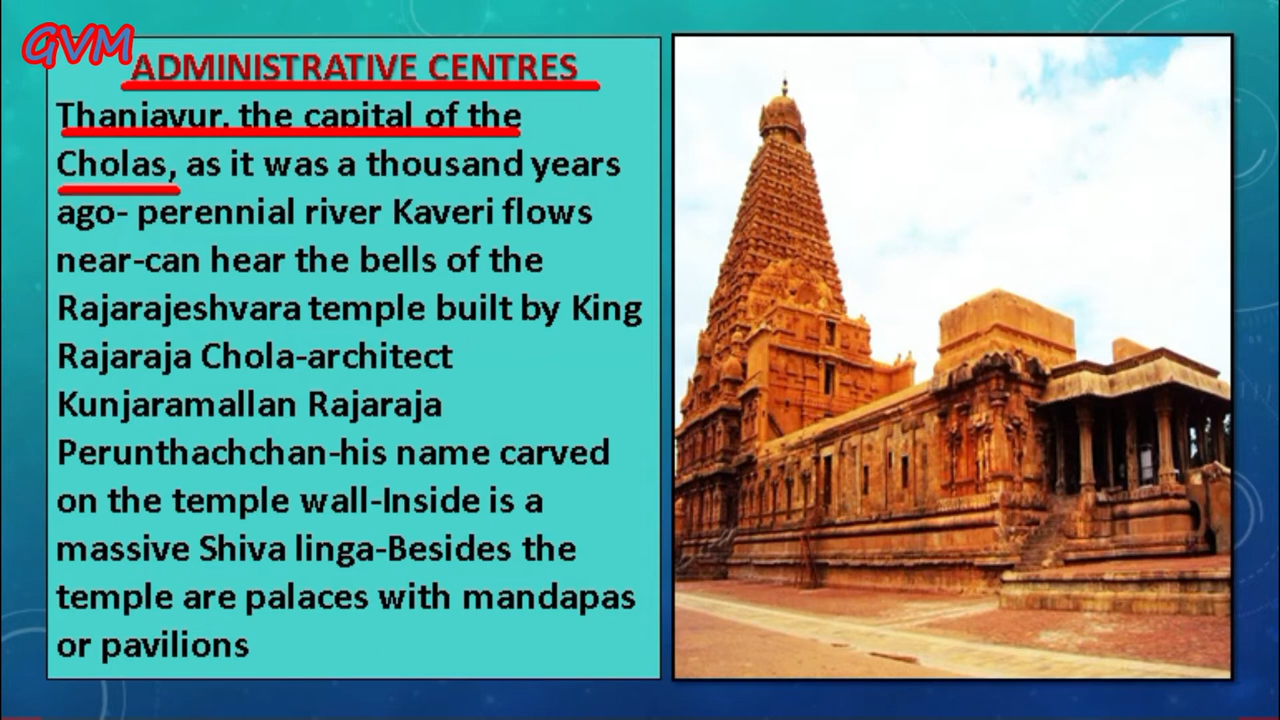 GVM
ADMINISTRATIVE CENTRES
Thanjavur, the capital of the
Cholas, as it was a thousand years
ago- perennial river Kaveri flows
near-can hear the bells of the
Rajarajeshvara temple built by King
Rajaraja Chola-architect
Kunjaramallan Rajaraja
Perunthachchan-his name carved
on the temple wall-Inside is a
massive Shiva linga-Besides the
temple are palaces with mandapas
or pavilions